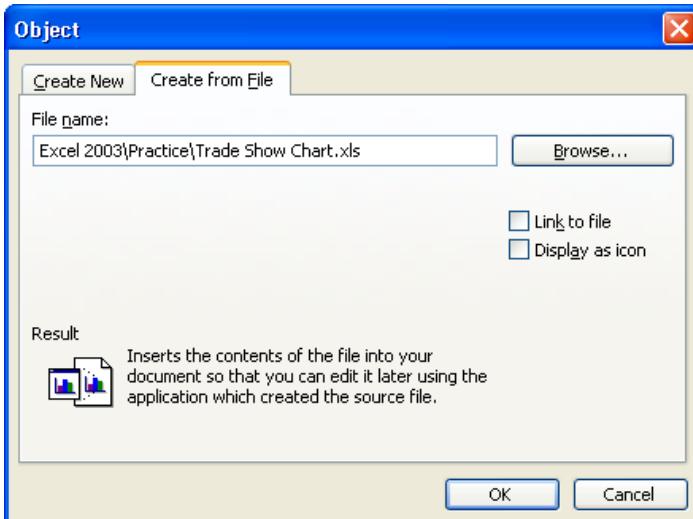 Object
Create New
Create from File
File name:
Excel 2003\Practice\Trade Show Chart.xls
Browse...
Link to file
Display as icon
Result
Inserts the contents of the file into your
document so that you can edit it later using the
application which created the source file.
OK
Cancel